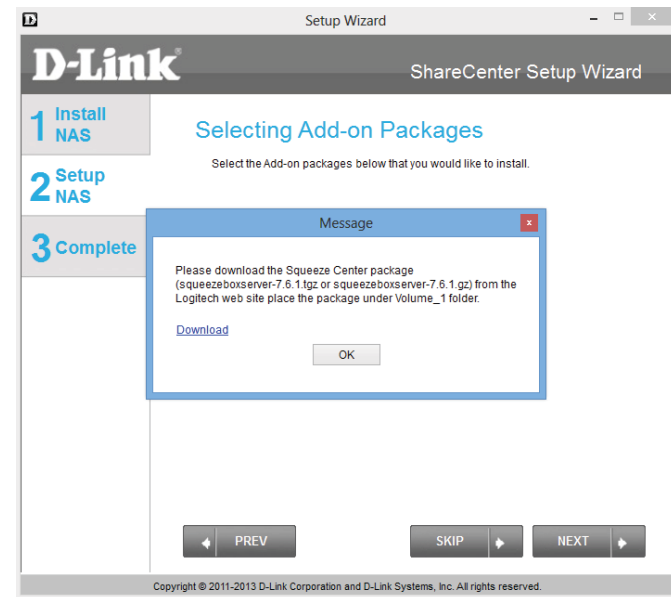 Setup Wizard
D-Link®
ShareCenter Setup Wizard
1 Install
NAS
Selecting Add-on Packages
Select the Add-on packages below that you would like to install.
2 Setup
NAS
Message
3 Complete
Please download the Squeeze Center package
(squeezeboxserver-7.6.1.tgz or squeezeboxserver-7.6.1.gz) from the
Logitech web site place the package under Volume_1 folder.
Download
OK
PREV
SKIP
NEXT
Copyright © 2011-2013 D-Link Corporation and D-Link Systems, Inc. All rights reserved.